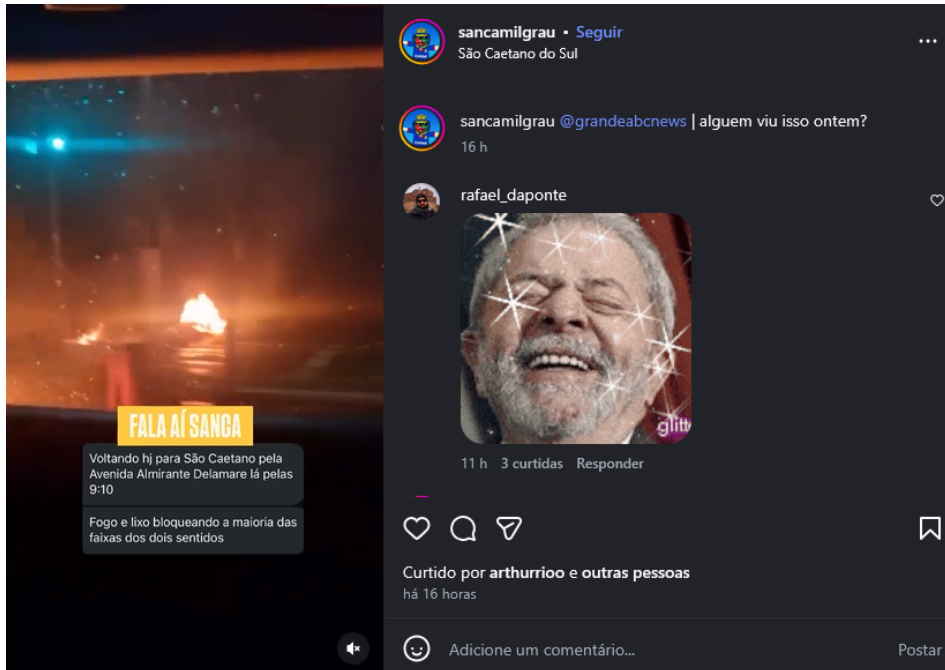 FALA AÍ SANCA
Voltando hj para São Caetano pela
Avenida Almirante Delamare lá pelas
9:10
Fogo e lixo bloqueando a maioria das
faixas dos dois sentidos
sancamilgrau • Seguir
São Caetano do Sul
sancamilgrau @grandeabcnews | alguem viu isso ontem?
16 h
rafael_daponte
glitt
11 h 3 curtidas Responder
Curtido por arthurrioo e outras pessoas
há 16 horas
Adicione um comentário...
Postar